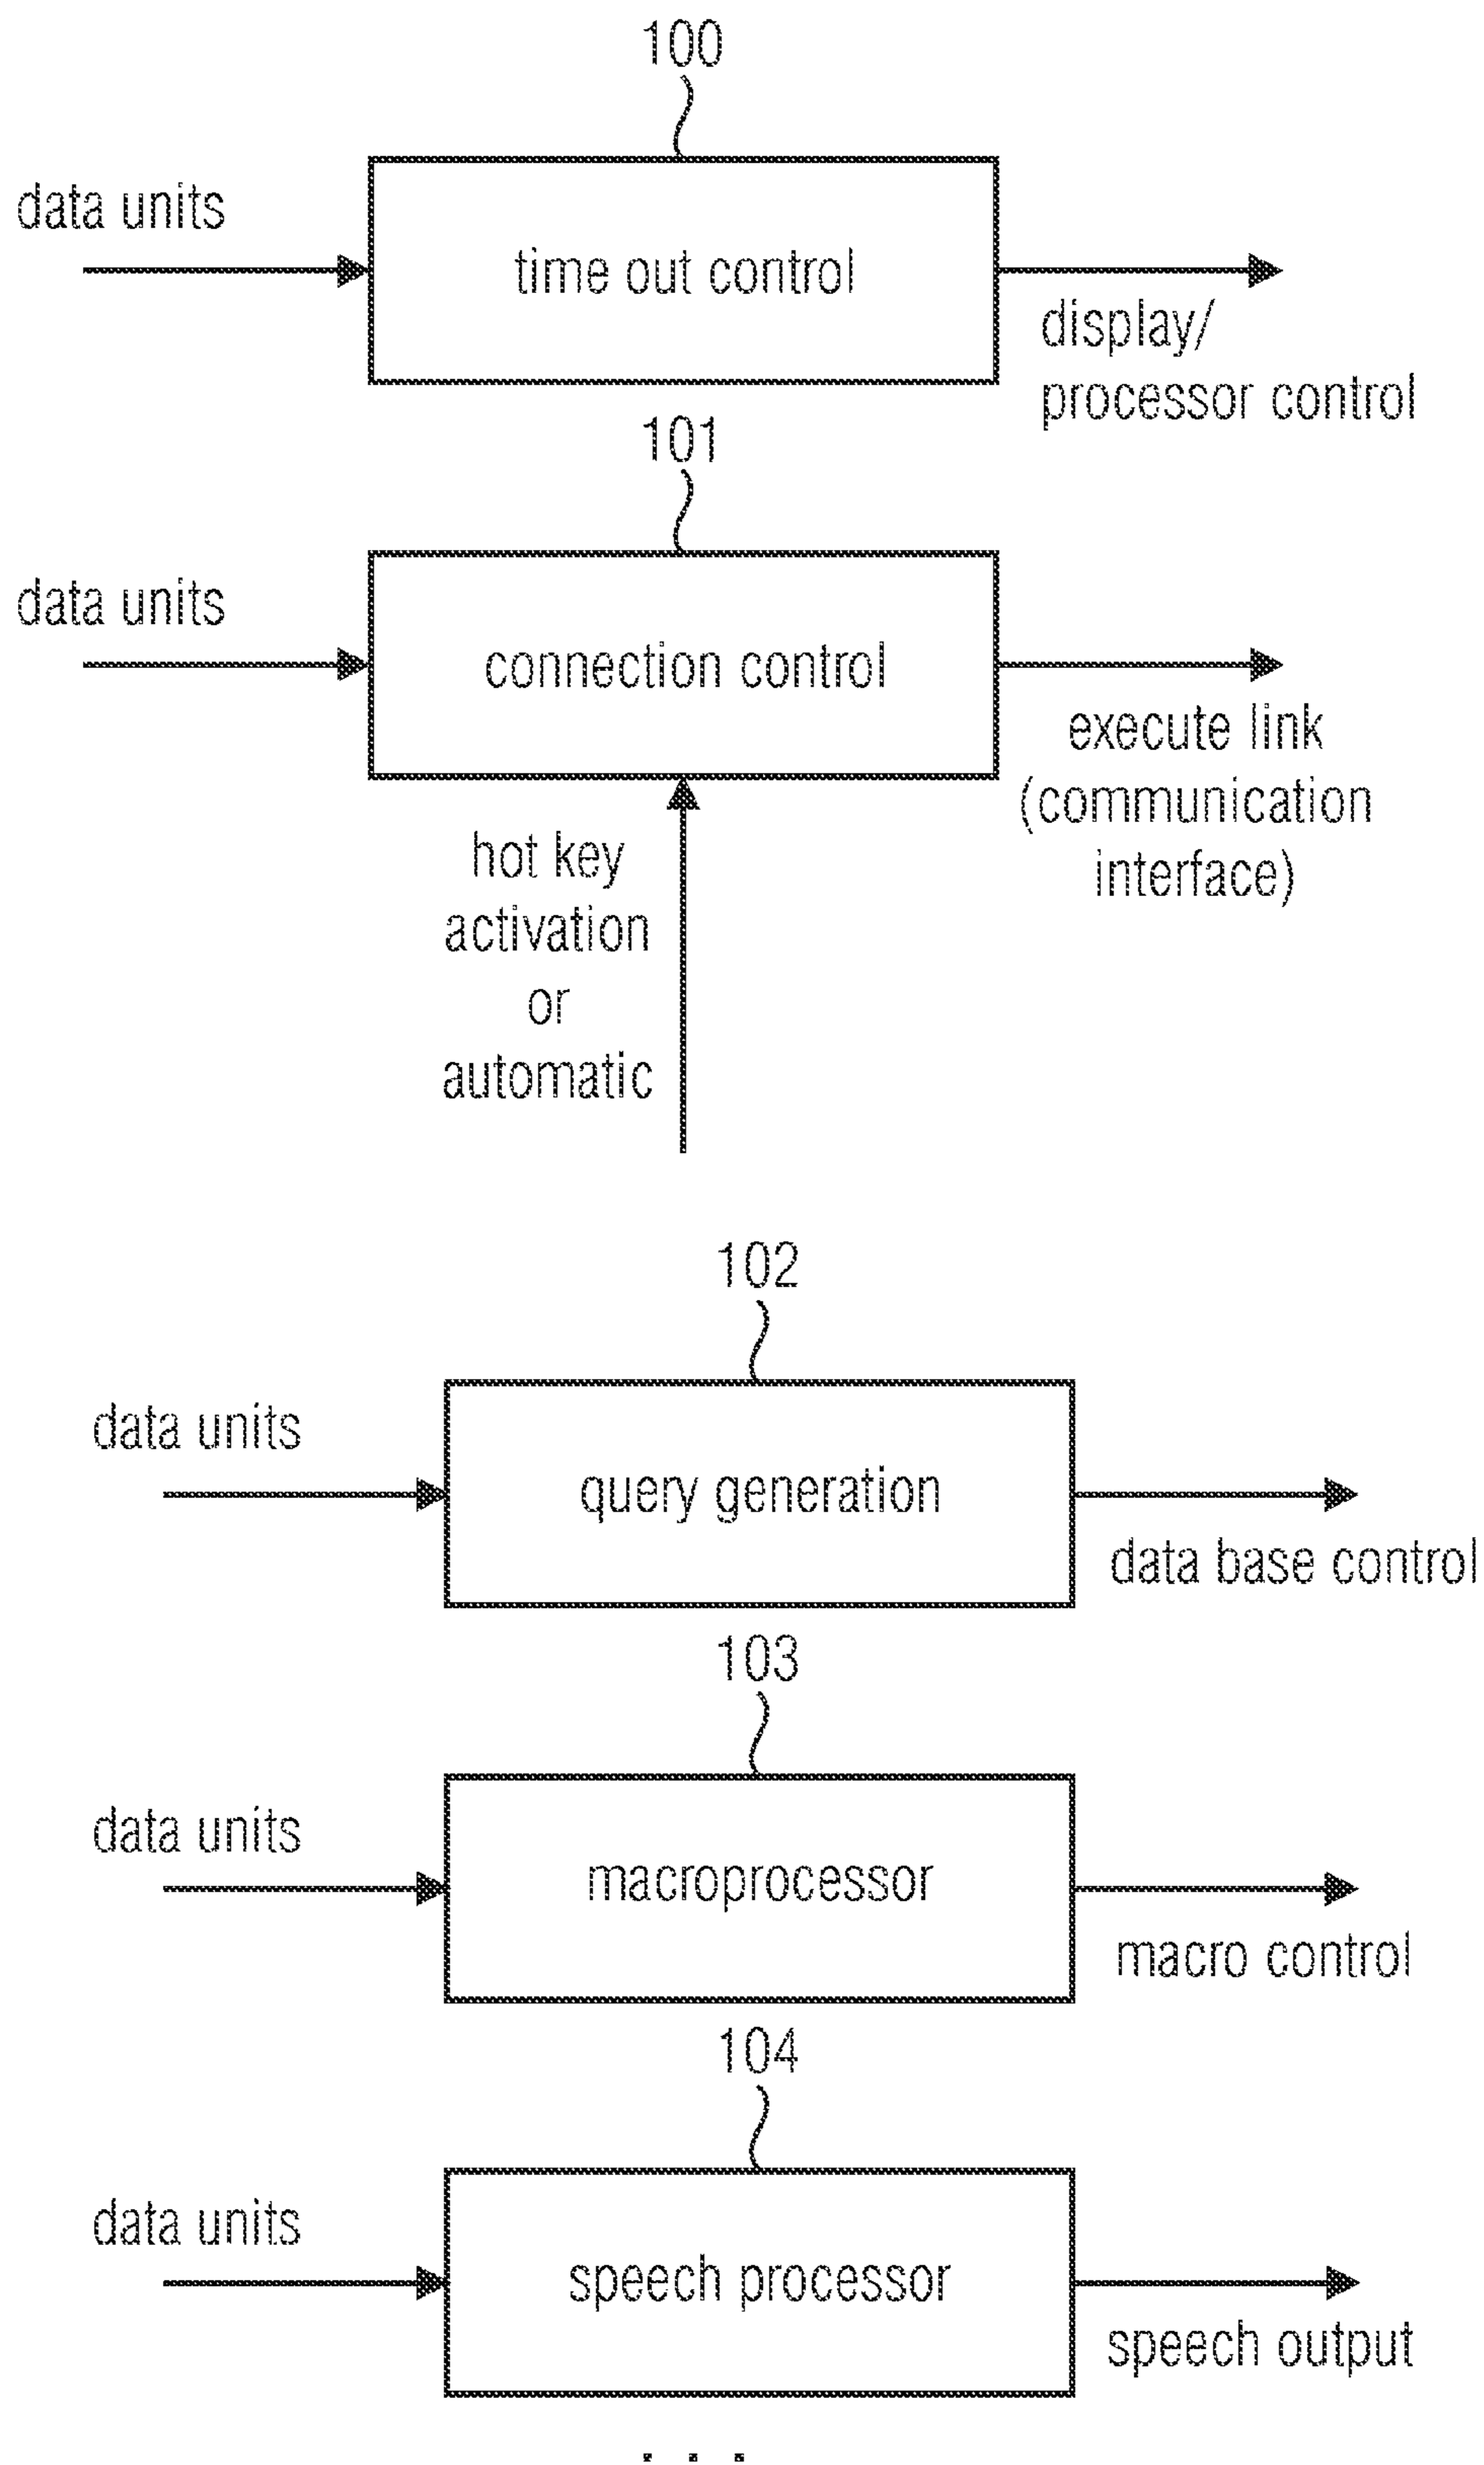 100
data units
time out control
display/
processor control
101
data units
connection control
execute link
(communication
interface)
hot key
activation
or
automatic
102
data units
query generation
data base control
103
data units
macroprocessor
macro control
104
data units
speech processor
speech output
. . .